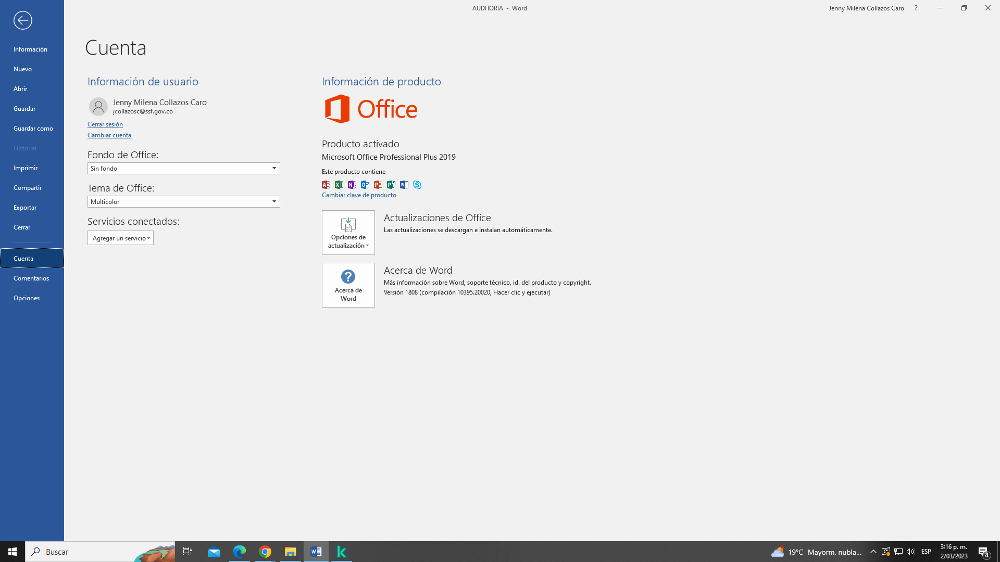 AUDITORIA - Word
Jenny Milena Collazos Caro
?
Información
Nuevo
Abrir
Guardar
Guardar como
Historial
Imprimir
Compartir
Exportar
Cerrar
Cuenta
Comentarios
Opciones
Cuenta
Información de usuario
Jenny Milena Collazos Caro
jcollazosc@ssf.gov.co
Cerrar sesión
Cambiar cuenta
Fondo de Office:
Sin fondo
Tema de Office:
Multicolor
Servicios conectados:
Agregar un servicio
Información de producto
Office
Producto activado
Microsoft Office Professional Plus 2019
Este producto contiene
Cambiar clave de producto
Opciones de
actualización
Actualizaciones de Office
Las actualizaciones se descargan e instalan automáticamente.
Acerca de
Word
Acerca de Word
Más información sobre Word, soporte técnico, id. del producto y copyright.
Versión 1808 (compilación 10395.20020, Hacer clic y ejecutar)
Buscar
19°C Mayorm. nubla...
ESP
3:16 p. m.
2/03/2023
4